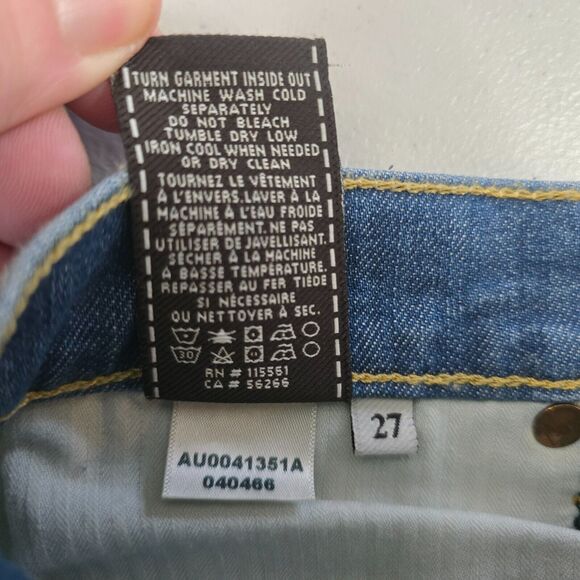 TURN GARMENT INSIDE OUT
MACHINE WASH COLD
SEPARATELY
DO NOT BLEACH
TUMBLE DRY LOW
IRON COOL WHEN NEEDED
OR DRY CLEAN
TOURNEZ LE VÊTEMENT
À L'ENVERS.LAVER À LA
MACHINE À L'EAU FROIDE
SÉPAREMENT.NE PAS
UTILISER DE JAVELLISANT.
SÉCHER À LA MACHINE
À BASSE TEMPÉRATURE.
REPASSER AU FER TIÈDE
SI NÉCESSAIRE
OU NETTOYER À SEC.
30
RN # 115561
CA # 56266
AU0041351A
040466
27